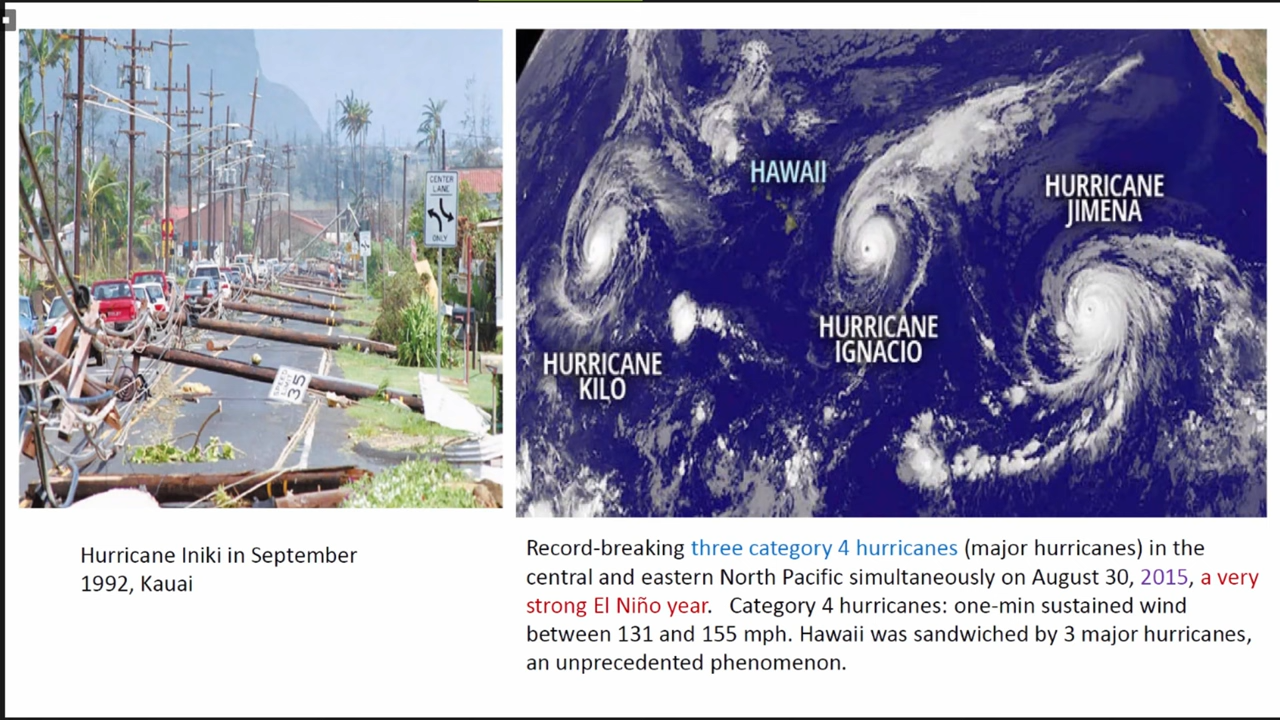 CENTER
LANE
ONLY
SPEED
LIMIT
35
HAWAII
HURRICANE
JIMENA
HURRICANE
IGNACIO
HURRICANE
KILO
Hurricane Iniki in September
1992, Kauai
Record-breaking three category 4 hurricanes (major hurricanes) in the
central and eastern North Pacific simultaneously on August 30, 2015, a very
strong El Niño year.   Category 4 hurricanes: one-min sustained wind
between 131 and 155 mph. Hawaii was sandwiched by 3 major hurricanes,
an unprecedented phenomenon.